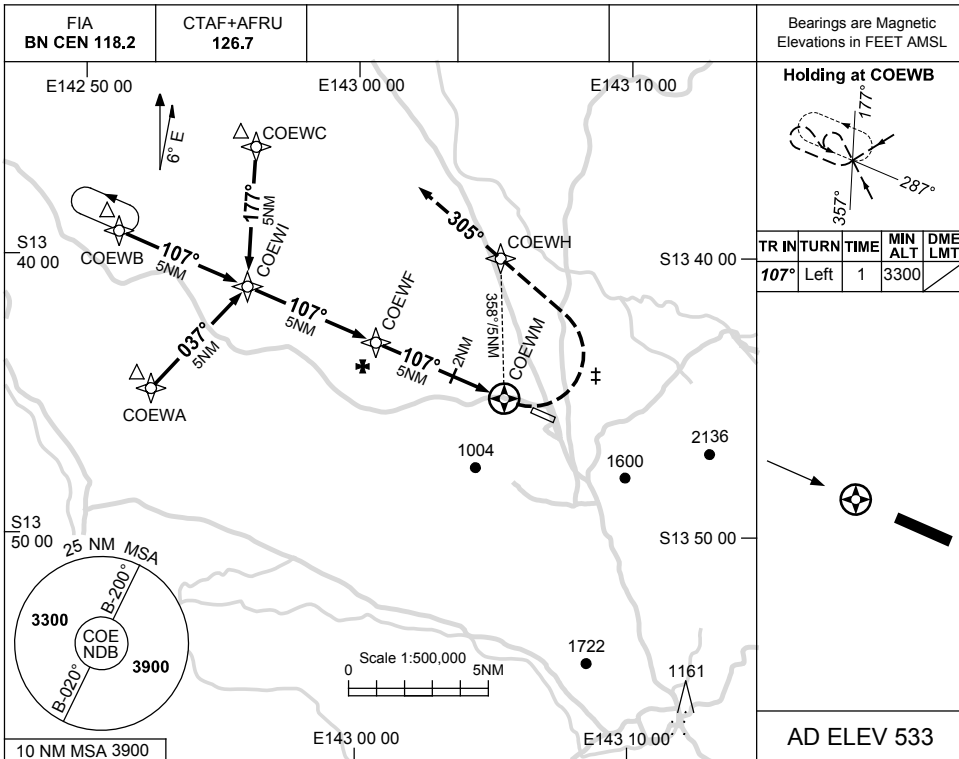 FIA
BN CEN 118.2
CTAF+AFRU
126.7
Bearings are Magnetic
Elevations in FEET AMSL
E142 50 00
E143 00 00
E143 10 00
6° E
COEWC
177°
5NM
COEWB
107°
5NM
COEWI
S13
40 00
037°
5NM
COEWA
107°
5NM
COEWF
107°
5NM
2NM
COEWM
305°
COEWH
358°/5NM
S13 40 00
‡
1004
1600
2136
S13
50 00
S13 50 00
25 NM MSA
B-200°
3300
COE
NDB
3900
B-020°
10 NM MSA 3900
Scale 1:500,000
0
5NM
1722
1161
E143 00 00
E143 10 00
Holding at COEWB
177°
287°
357°
TR IN TURN TIME MIN ALT DME LMT
107° Left 1 3300
AD ELEV 533